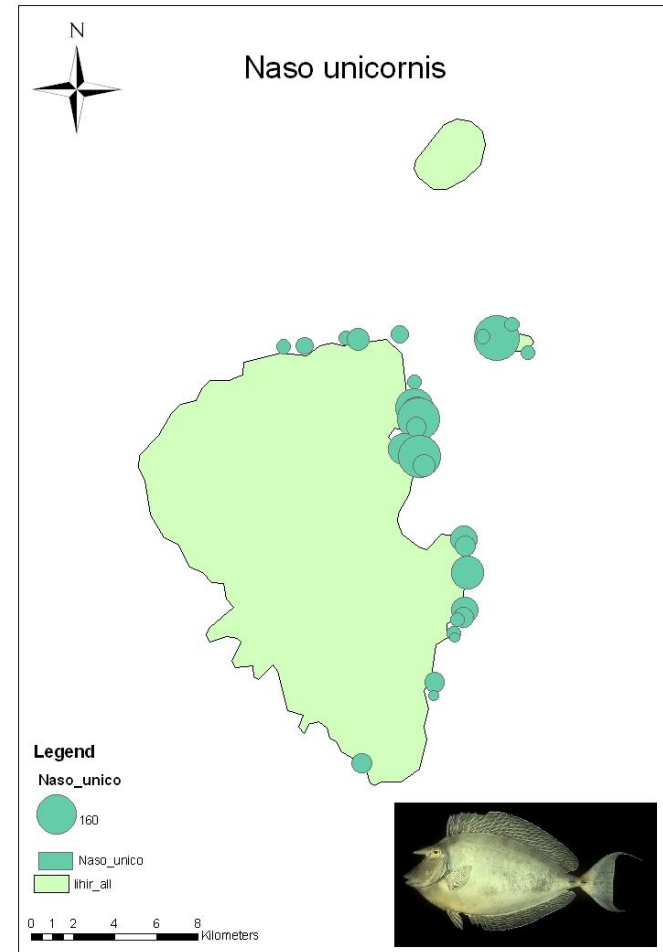 N
Naso unicornis
Legend
Naso_unico
160
Naso_unico
lihir_all
0 1 2 4 6 8
Kilometers